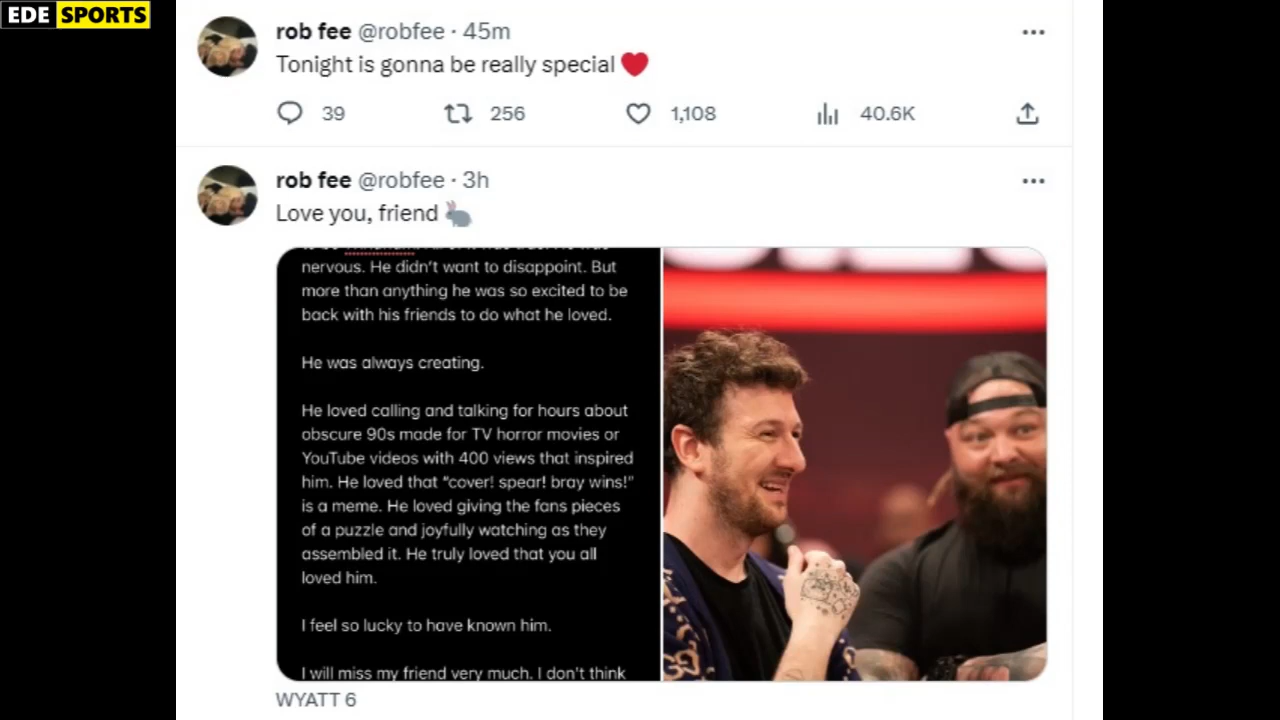 EDE SPORTS
rob fee @robfee · 45m
Tonight is gonna be really special ❤️
39 256 1,108 40.6K
rob fee @robfee · 3h
Love you, friend 🐇
nervous. He didn't want to disappoint. But
more than anything he was so excited to be
back with his friends to do what he loved.
He was always creating.
He loved calling and talking for hours about
obscure 90s made for TV horror movies or
YouTube videos with 400 views that inspired
him. He loved that “cover! spear! bray wins!”
is a meme. He loved giving the fans pieces
of a puzzle and joyfully watching as they
assembled it. He truly loved that you all
loved him.
I feel so lucky to have known him.
I will miss my friend very much. I don't think
WYATT 6